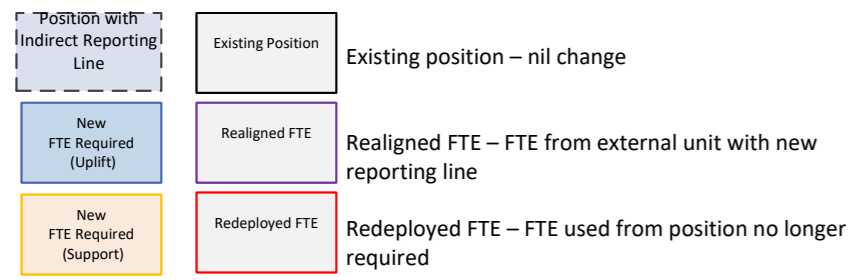 Position with
Indirect Reporting
Line
Existing Position
Existing position – nil change
New
FTE Required
(Uplift)
Realigned FTE
Realigned FTE – FTE from external unit with new
reporting line
New
FTE Required
(Support)
Redeployed FTE
Redeployed FTE – FTE used from position no longer
required